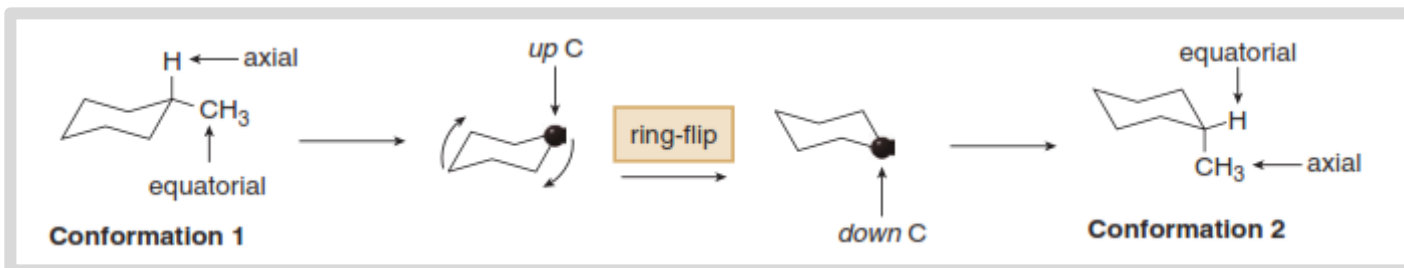 H axial
CH3
equatorial
Conformation 1
up C
ring-flip
down C
equatorial
H
CH3 axial
Conformation 2